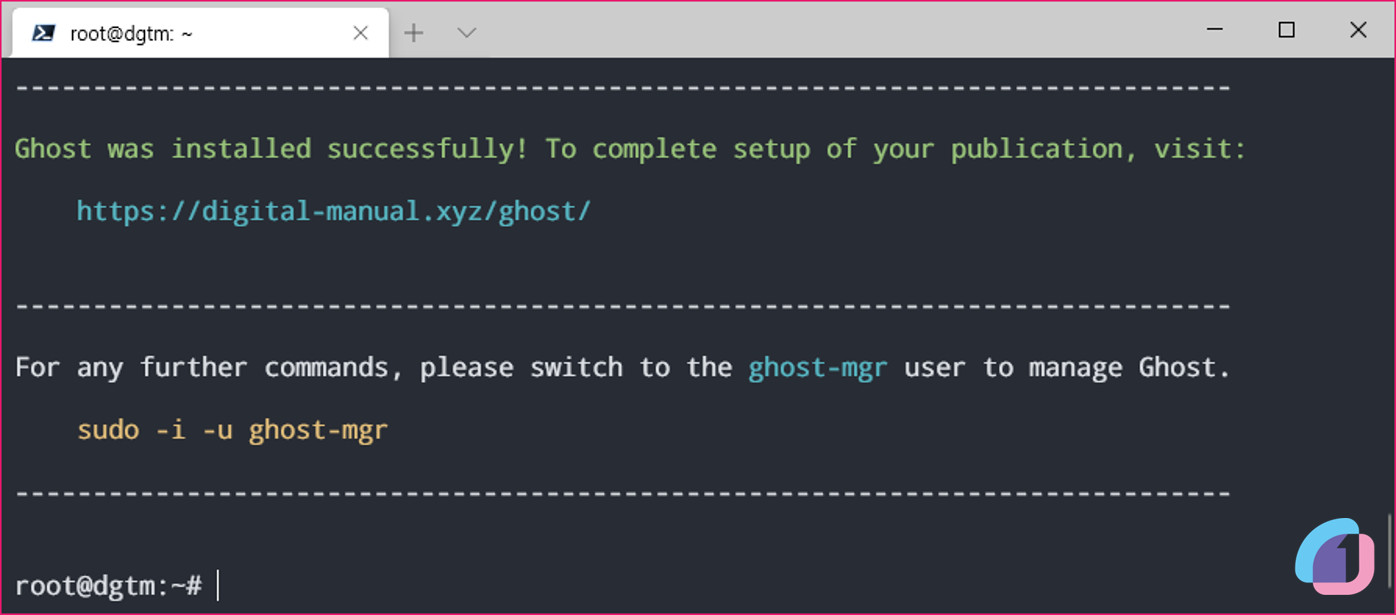 root@dgtm: ~
--------------------------------------------------------------------------------
Ghost was installed successfully! To complete setup of your publication, visit:
https://digital-manual.xyz/ghost/
--------------------------------------------------------------------------------
For any further commands, please switch to the ghost-mgr user to manage Ghost.
sudo -i -u ghost-mgr
--------------------------------------------------------------------------------
root@dgtm:~#
1